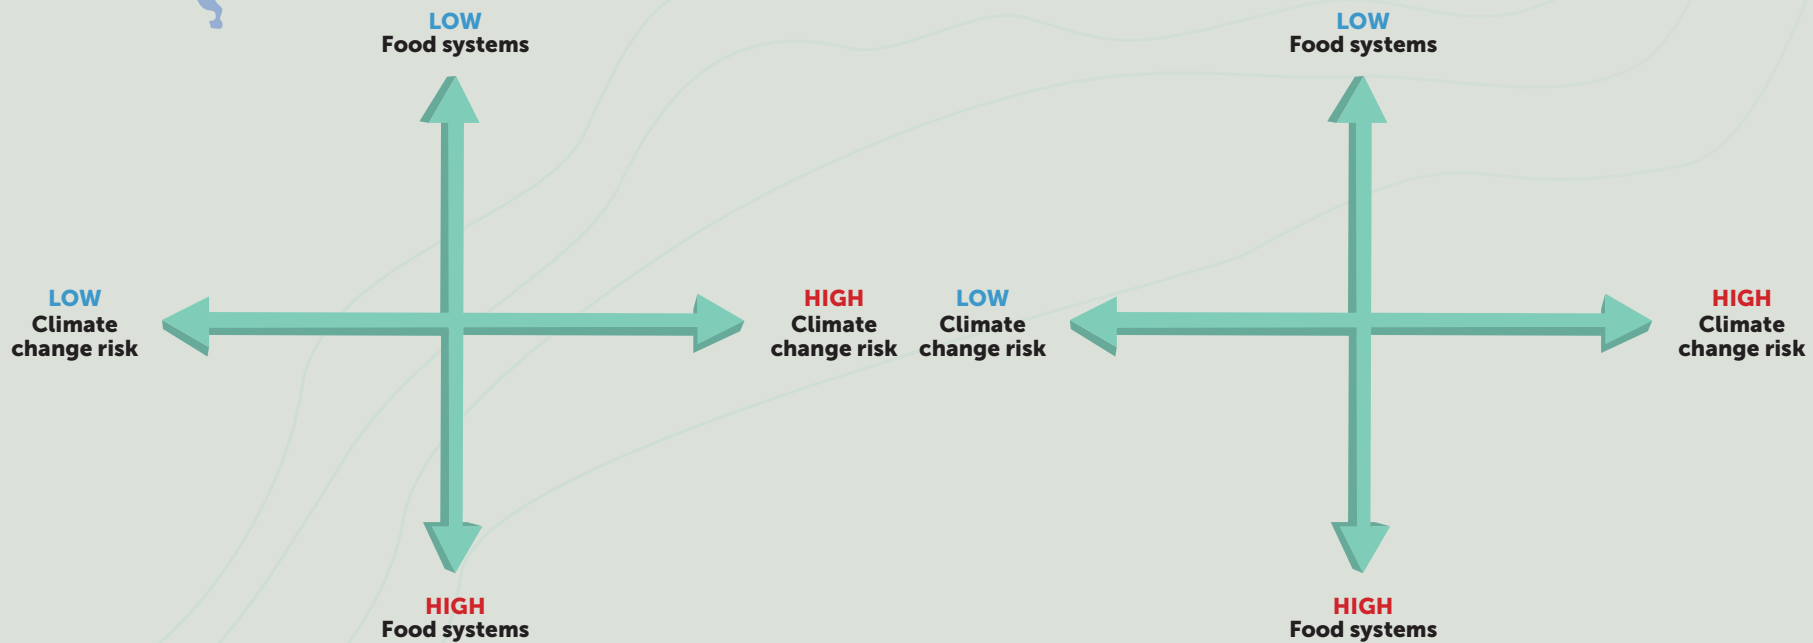 LOW
Food systems
LOW
Climate
change risk
HIGH
Climate
change risk
HIGH
Food systems
LOW
Food systems
LOW
Climate
change risk
HIGH
Climate
change risk
HIGH
Food systems